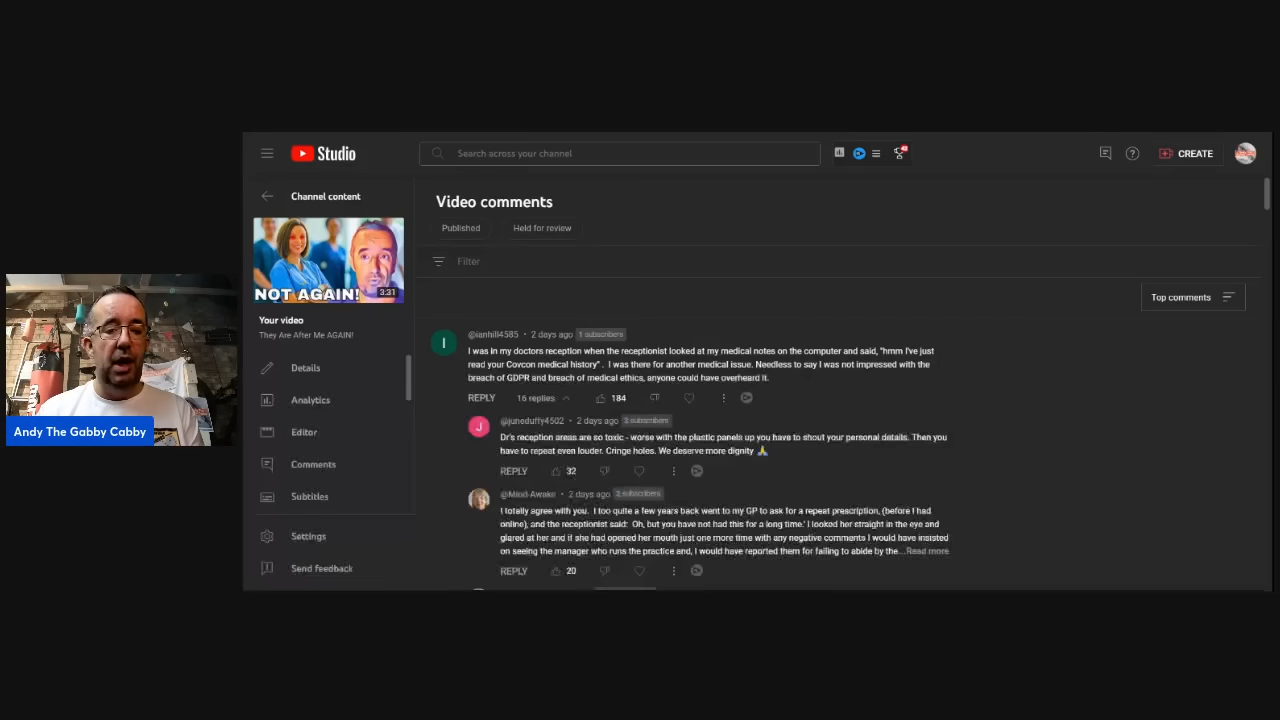 Studio
Search across your channel
CREATE
Channel content
NOT AGAIN!
3:31
Your video
They Are After Me AGAIN!
Details
Analytics
Editor
Comments
Subtitles
Settings
Send feedback
Video comments
Published
Held for review
Filter
Top comments
I
@ianhill4585 • 2 days ago 1 subscribers
I was in my doctors reception when the receptionist looked at my medical notes on the computer and said, "hmm I've just
read your Covcon medical history" . I was there for another medical issue. Needless to say I was not impressed with the
breach of GDPR and breach of medical ethics, anyone could have overheard it.
REPLY 16 replies 184
J
@juneduffy4502 • 2 days ago 3 subscribers
Dr's reception areas are so toxic - worse with the plastic panels up you have to shout your personal details. Then you
have to repeat even louder. Cringe holes. We deserve more dignity 🙏
REPLY 32
@Maxi-Awake • 2 days ago 2 subscribers
I totally agree with you. I too quite a few years back went to my GP to ask for a repeat prescription, (before I had
online), and the receptionist said: Oh, but you have not had this for a long time.' I looked her straight in the eye and
glared at her and if she had opened her mouth just one more time with any negative comments I would have insisted
on seeing the manager who runs the practice and, I would have reported them for failing to abide by the...Read more
REPLY 20
Andy The Gabby Cabby